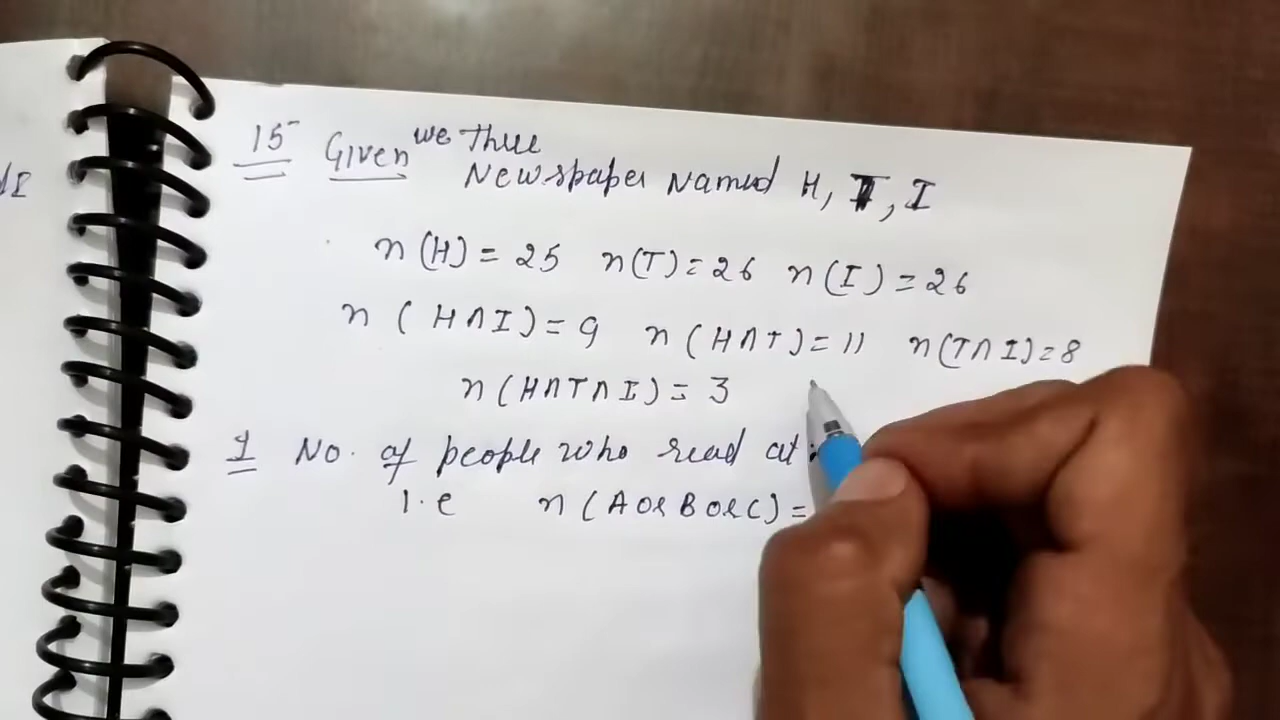 15 Given we three
Newspaper Named H, T, I
n(H) = 25 n(T) = 26 n(I) = 26
n(H∩I) = 9 n(H∩T) = 11 n(T∩I) = 8
n(H∩T∩I) = 3
1 No. of people who read at
I.e n(A or B or C) =